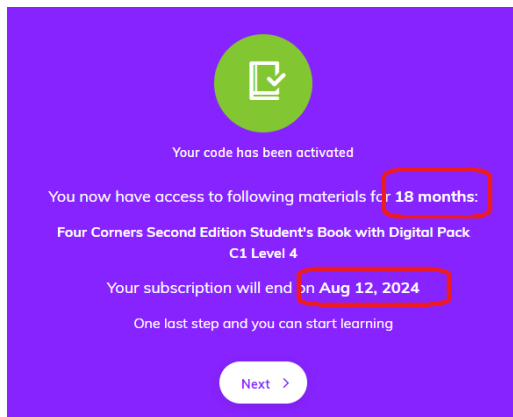 Your code has been activated
You now have access to following materials for 18 months:
Four Corners Second Edition Student's Book with Digital Pack
C1 Level 4
Your subscription will end on Aug 12, 2024
One last step and you can start learning
Next